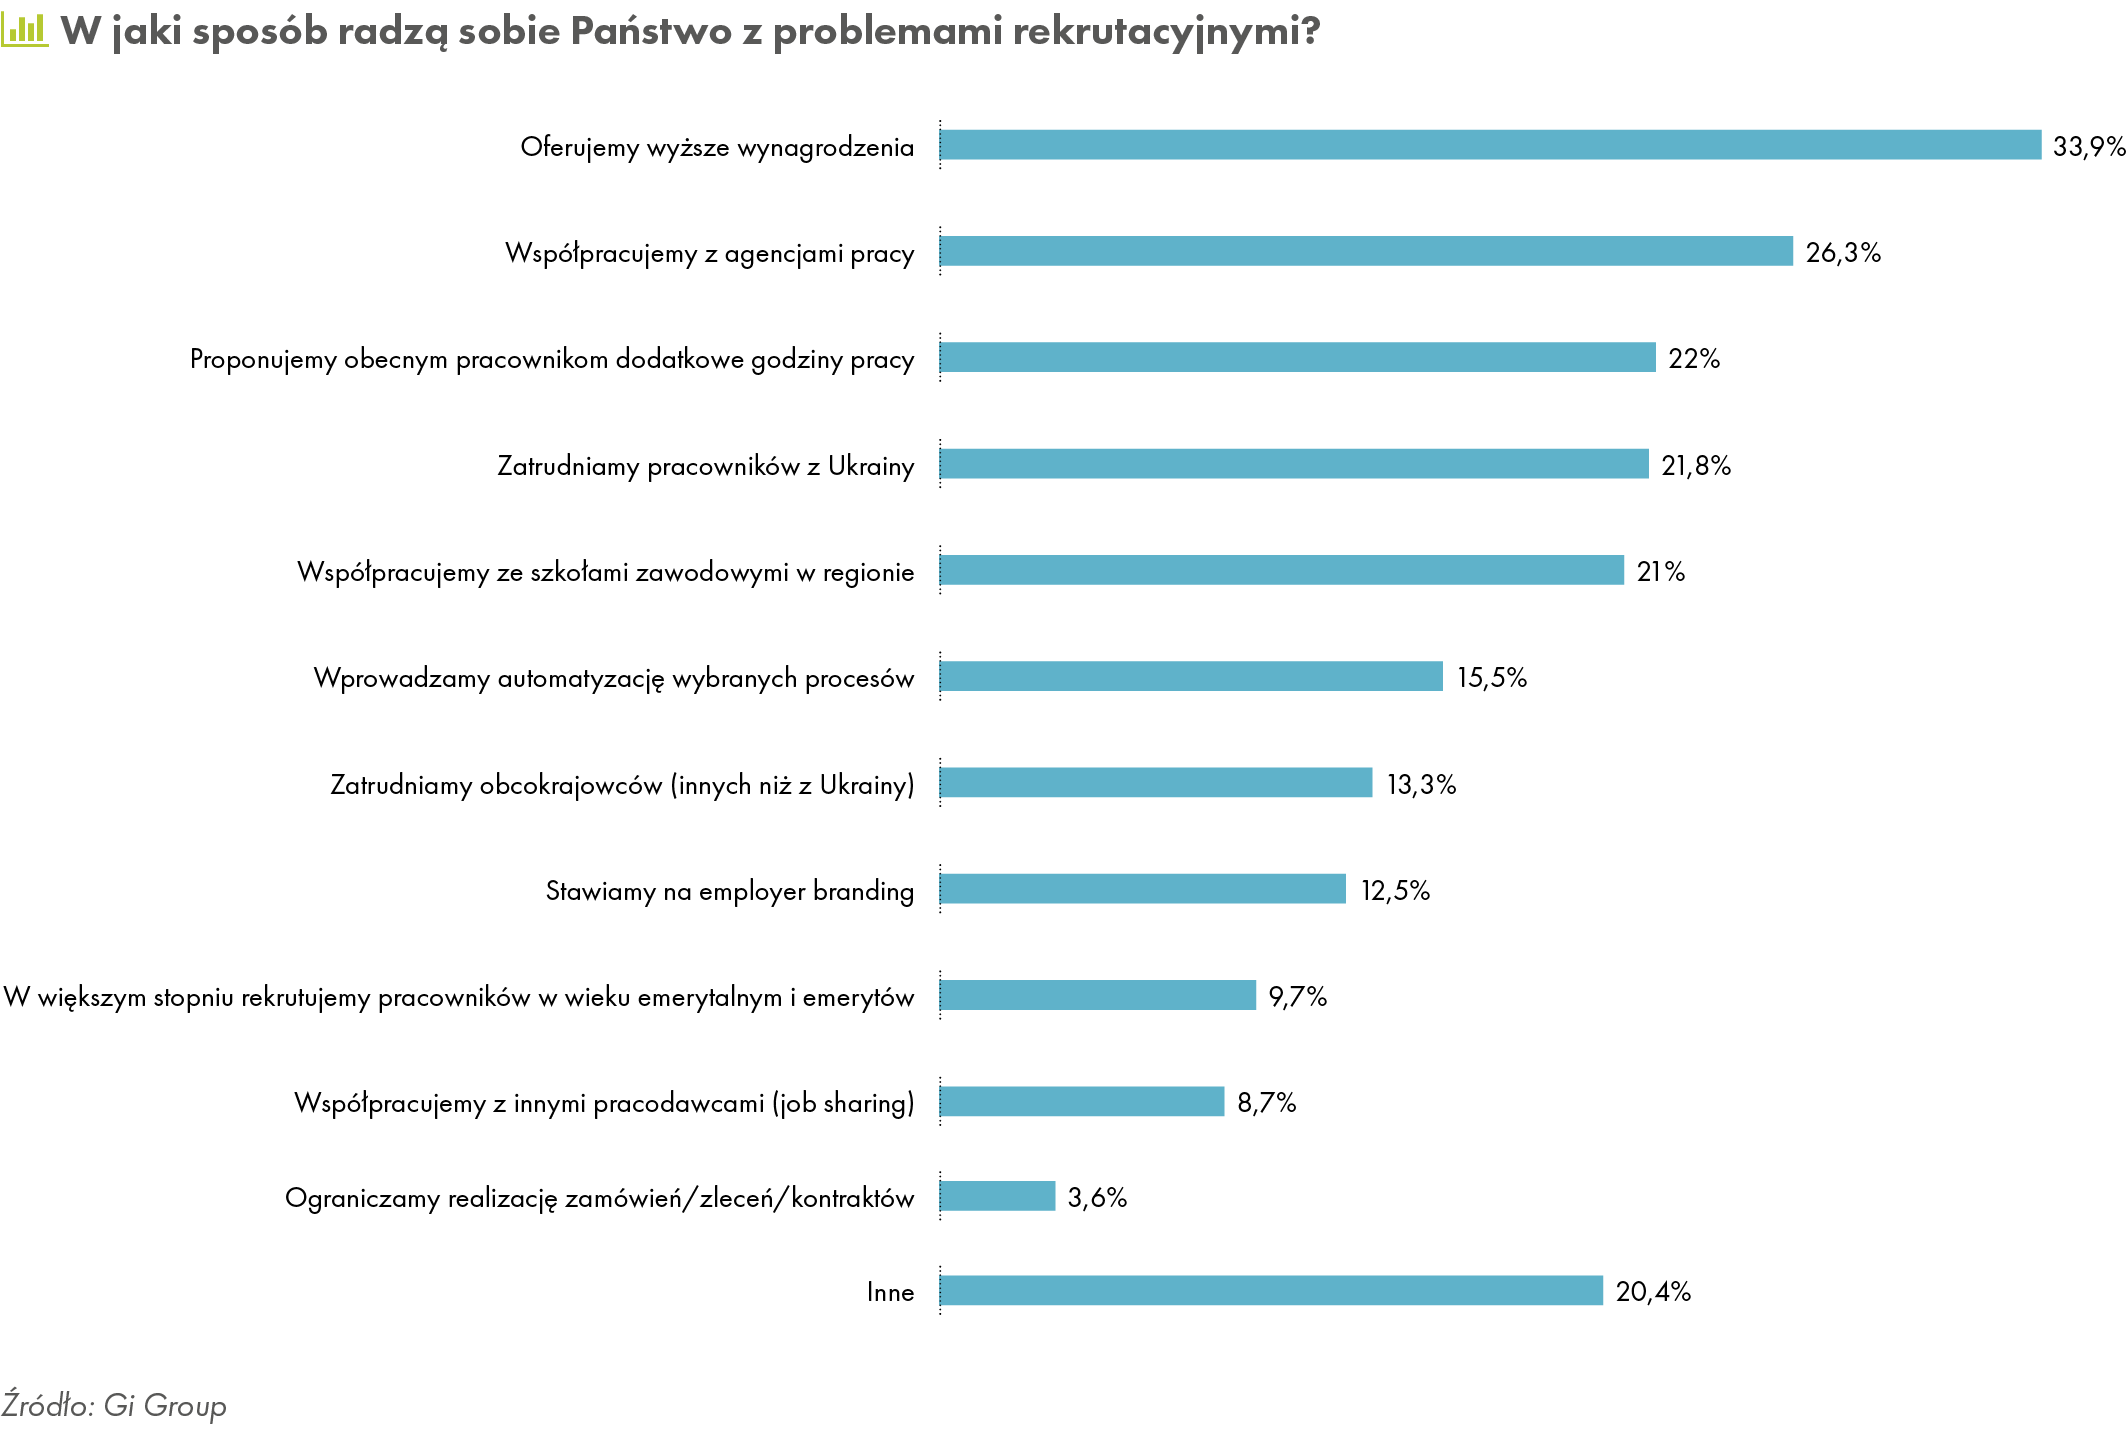 W jaki sposób radzą sobie Państwo z problemami rekrutacyjnymi?
Oferujemy wyższe wynagrodzenia 33,9%
Współpracujemy z agencjami pracy 26,3%
Proponujemy obecnym pracownikom dodatkowe godziny pracy 22%
Zatrudniamy pracowników z Ukrainy 21,8%
Współpracujemy ze szkołami zawodowymi w regionie 21%
Wprowadzamy automatyzację wybranych procesów 15,5%
Zatrudniamy obcokrajowców (innych niż z Ukrainy) 13,3%
Stawiamy na employer branding 12,5%
W większym stopniu rekrutujemy pracowników w wieku emerytalnym i emerytów 9,7%
Współpracujemy z innymi pracodawcami (job sharing) 8,7%
Ograniczamy realizację zamówień/zleceń/kontraktów 3,6%
Inne 20,4%
Źródło: Gi Group